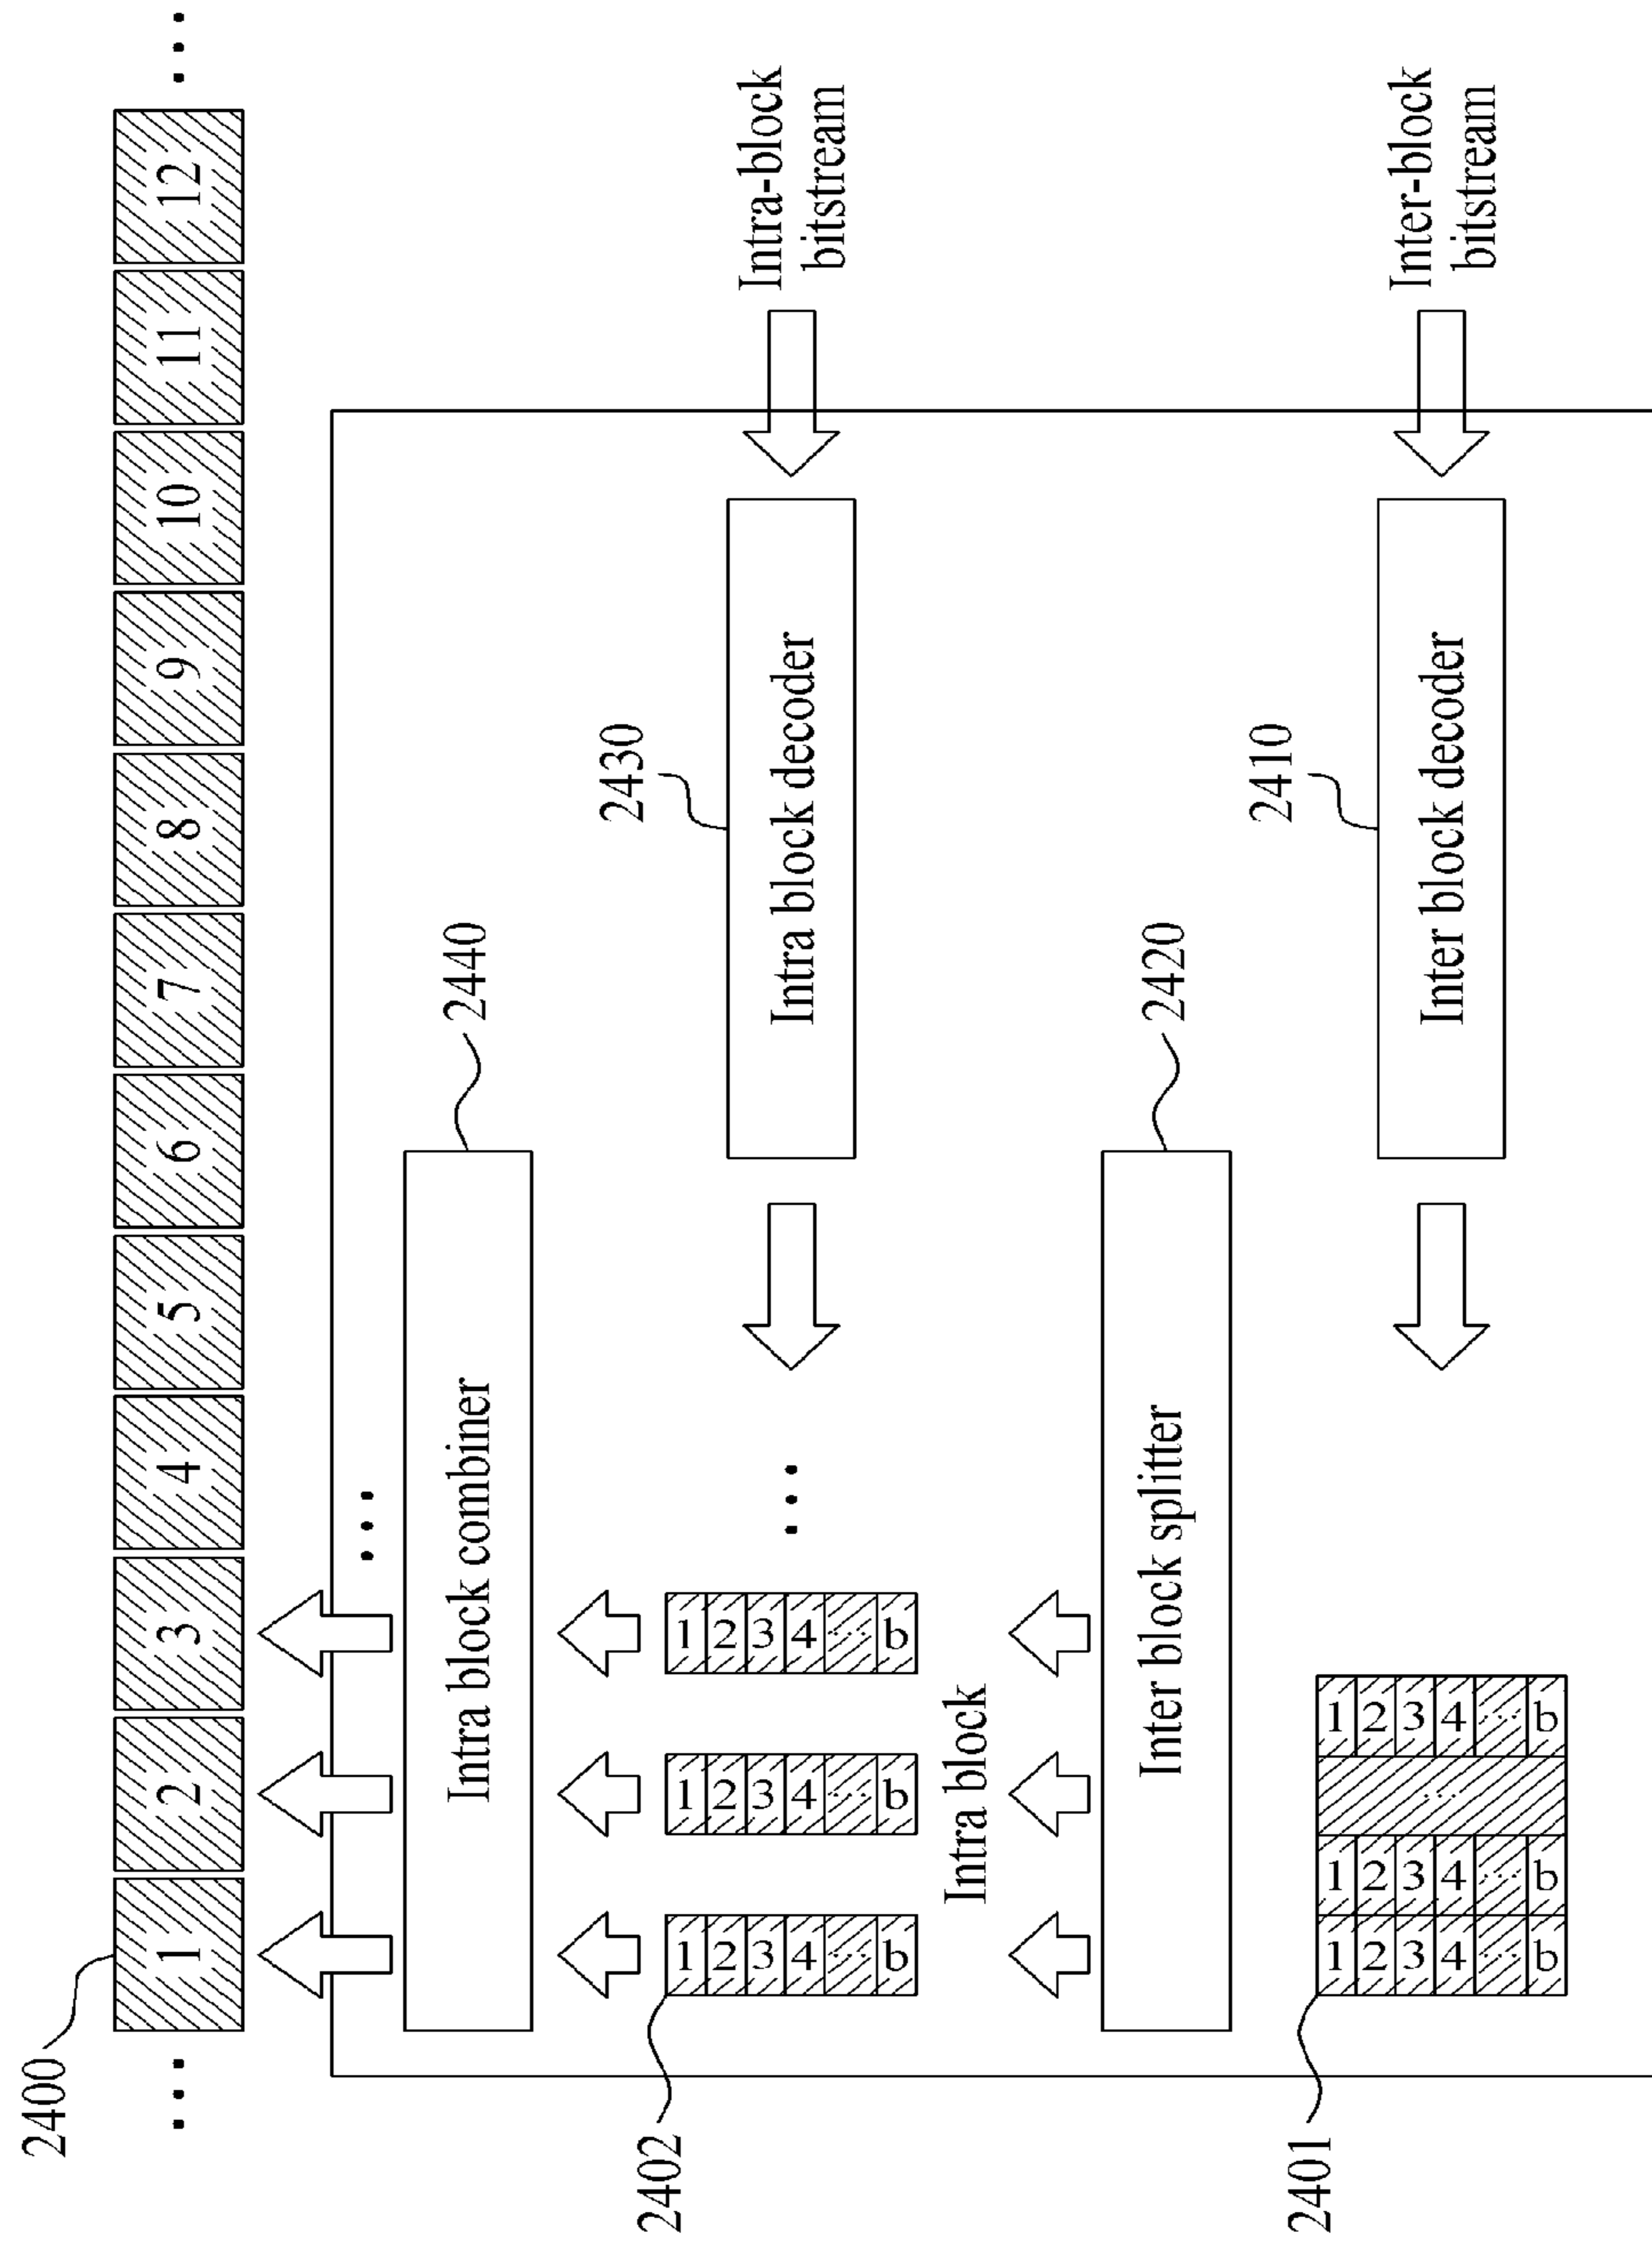 2400
... 1 2 3 4 5 6 7 8 9 10 11 12 ...
...
2440
Intra block combiner
2430
2402
1 1 1
2 2 2
3 3 3
4 4 4
... ... ...
b b b
...
Intra block decoder
Intra-block
bitstream
Intra block
2420
Inter block splitter
2410
2401
1 1 1
2 2 2
3 3 3
4 4 ... 4
... ... ...
b b b
Inter block decoder
Inter-block
bitstream